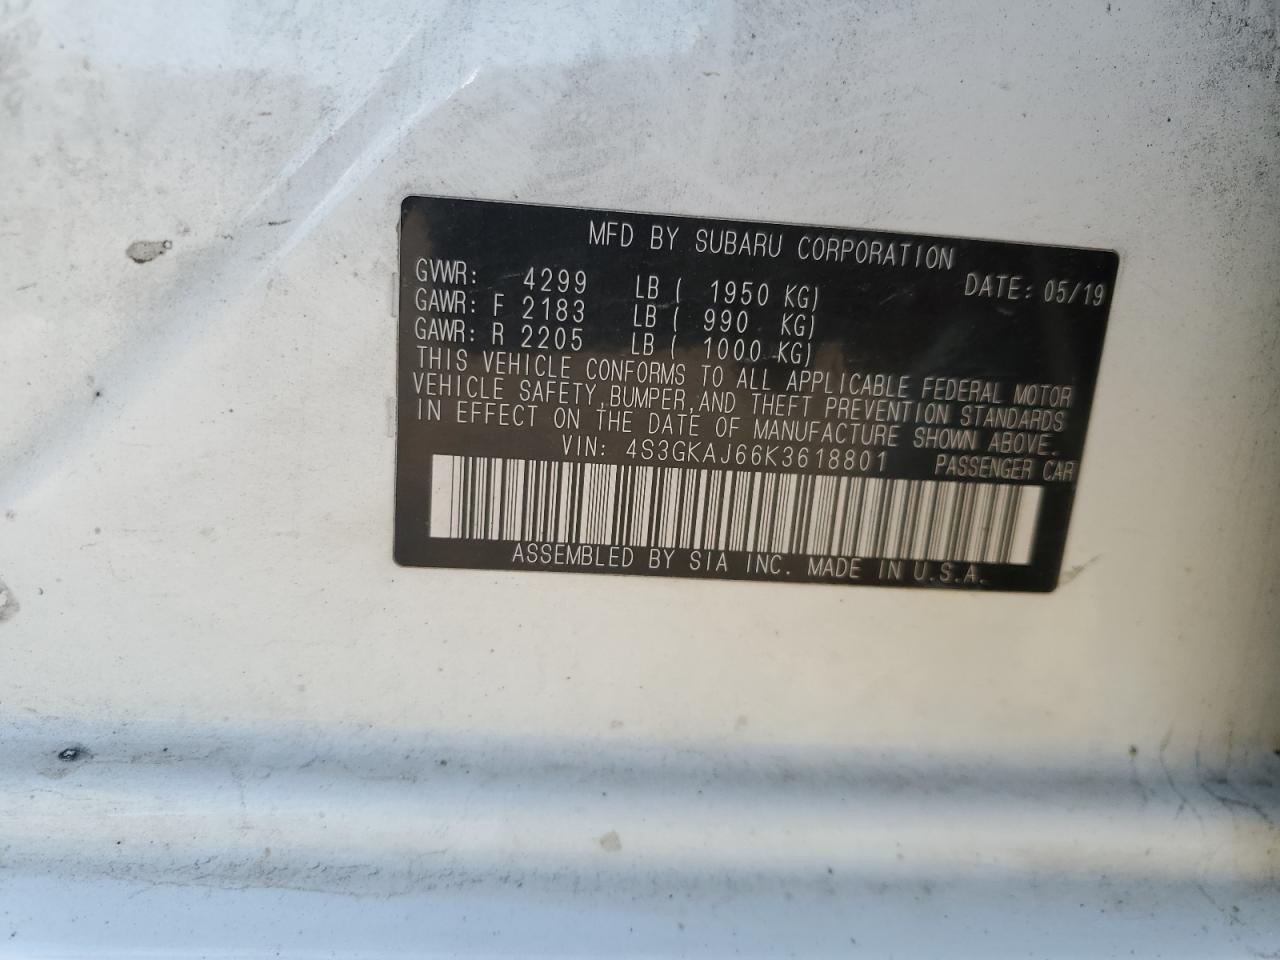 MFD BY SUBARU CORPORATION
GVWR: 4299 LB ( 1950 KG) DATE: 05/19
GAWR: F 2183 LB ( 990 KG)
GAWR: R 2205 LB ( 1000 KG)
THIS VEHICLE CONFORMS TO ALL APPLICABLE FEDERAL MOTOR
VEHICLE SAFETY,BUMPER,AND THEFT PREVENTION STANDARDS
IN EFFECT ON THE DATE OF MANUFACTURE SHOWN ABOVE.
VIN: 4S3GKAJ66K3618801 PASSENGER CAR
ASSEMBLED BY SIA INC. MADE IN U.S.A.